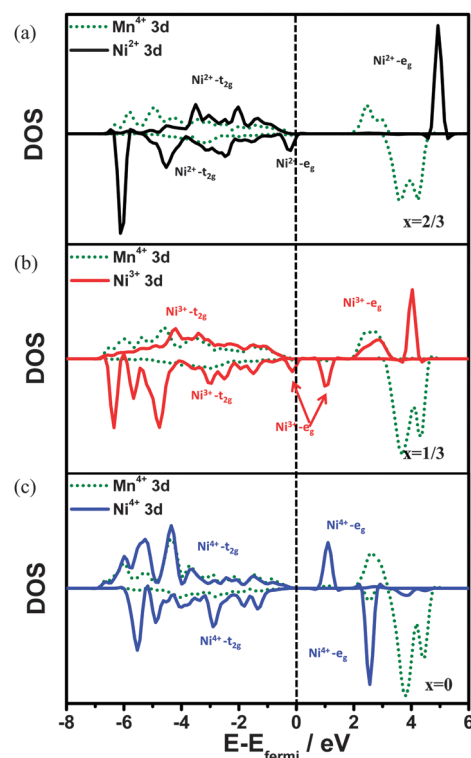 (a)
Mn4+ 3d
Ni2+ 3d
Ni2+-t2g
Ni2+-eg
DOS
Ni2+-t2g
Ni2+-eg
x=2/3
(b)
Mn4+ 3d
Ni3+ 3d
Ni3+-t2g
Ni3+-eg
DOS
Ni3+-t2g
Ni3+-eg
x=1/3
(c)
Mn4+ 3d
Ni4+ 3d
Ni4+-t2g
Ni4+-eg
DOS
Ni4+-t2g
Ni4+-eg
x=0
-8 -6 -4 -2 0 2 4 6
E-Efermi / eV